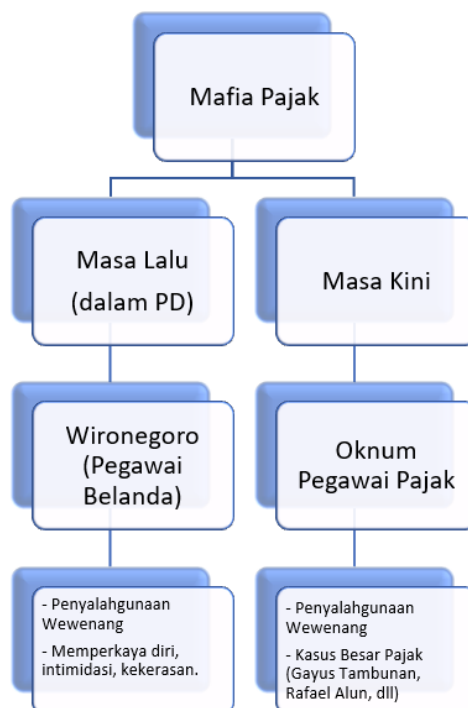 Mafia Pajak
Masa Lalu
(dalam PD)
Masa Kini
Wironegoro
(Pegawai
Belanda)
Oknum
Pegawai Pajak
- Penyalahgunaan
Wewenang
- Memperkaya diri,
intimidasi, kekerasan.
- Penyalahgunaan
Wewenang
- Kasus Besar Pajak
(Gayus Tambunan,
Rafael Alun, dll)